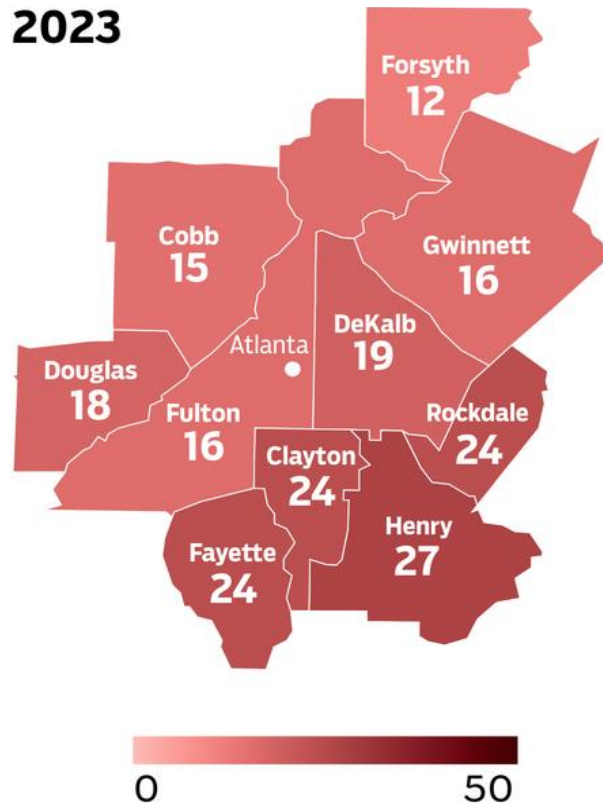 2023
Forsyth
12
Cobb
15
Gwinnett
16
DeKalb
19
Atlanta
Douglas
18
Fulton
16
Rockdale
24
Clayton
24
Henry
27
Fayette
24
0
50